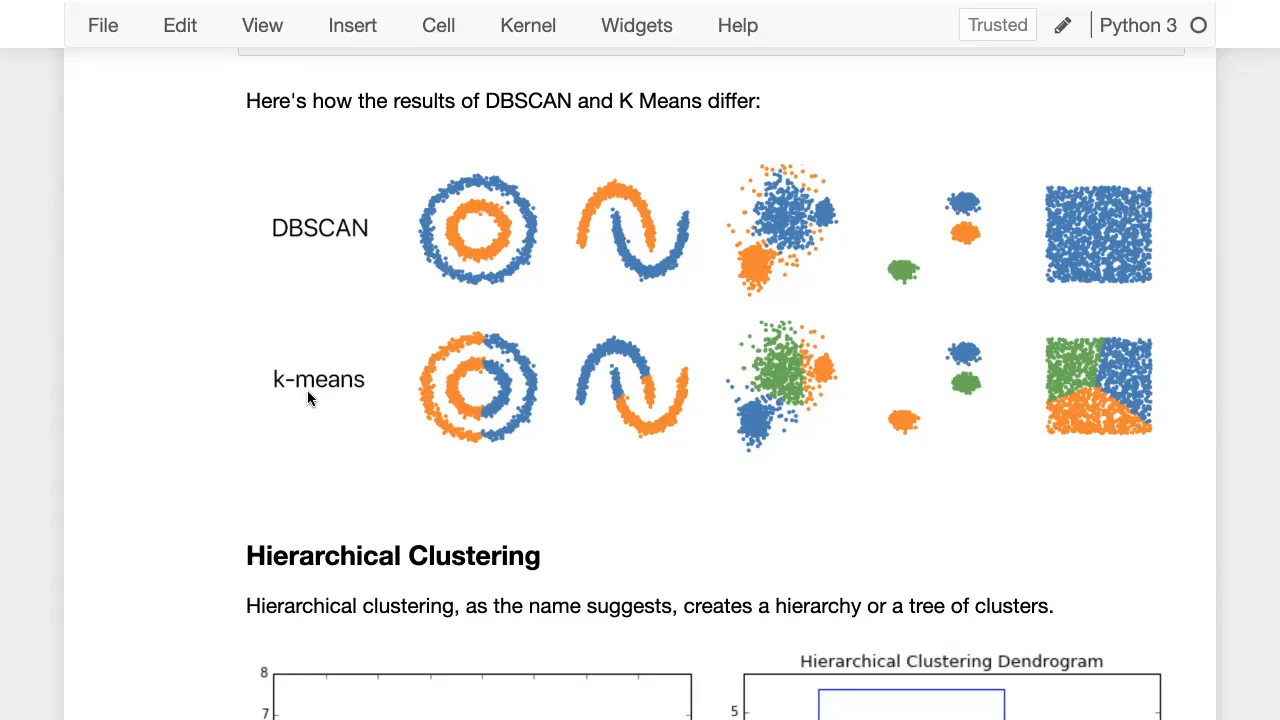 File Edit View Insert Cell Kernel Widgets Help Trusted Python 3
Here's how the results of DBSCAN and K Means differ:
DBSCAN
k-means
Hierarchical Clustering
Hierarchical clustering, as the name suggests, creates a hierarchy or a tree of clusters.
Hierarchical Clustering Dendrogram
8
7
5